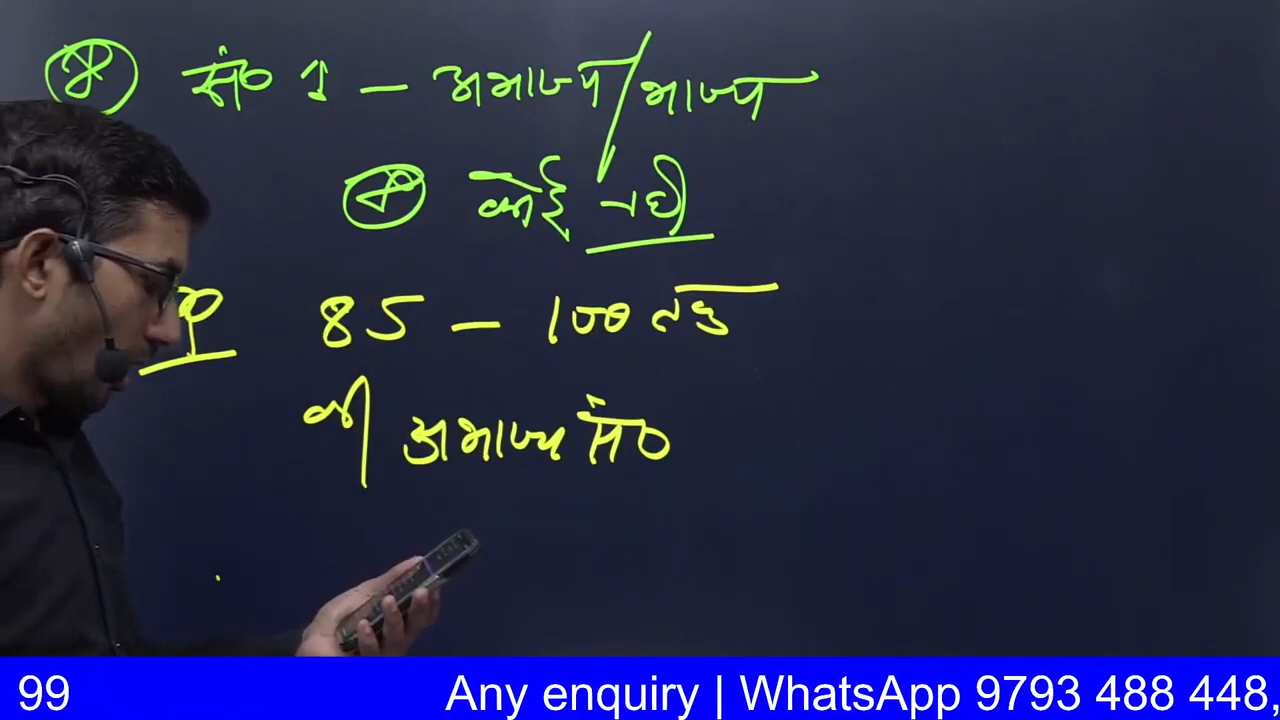 सं० 1 – अभाज्य/भाज्य
कोई नहीं
85 – 100 तक
की अभाज्य सं०
99 Any enquiry | WhatsApp 9793 488 448,